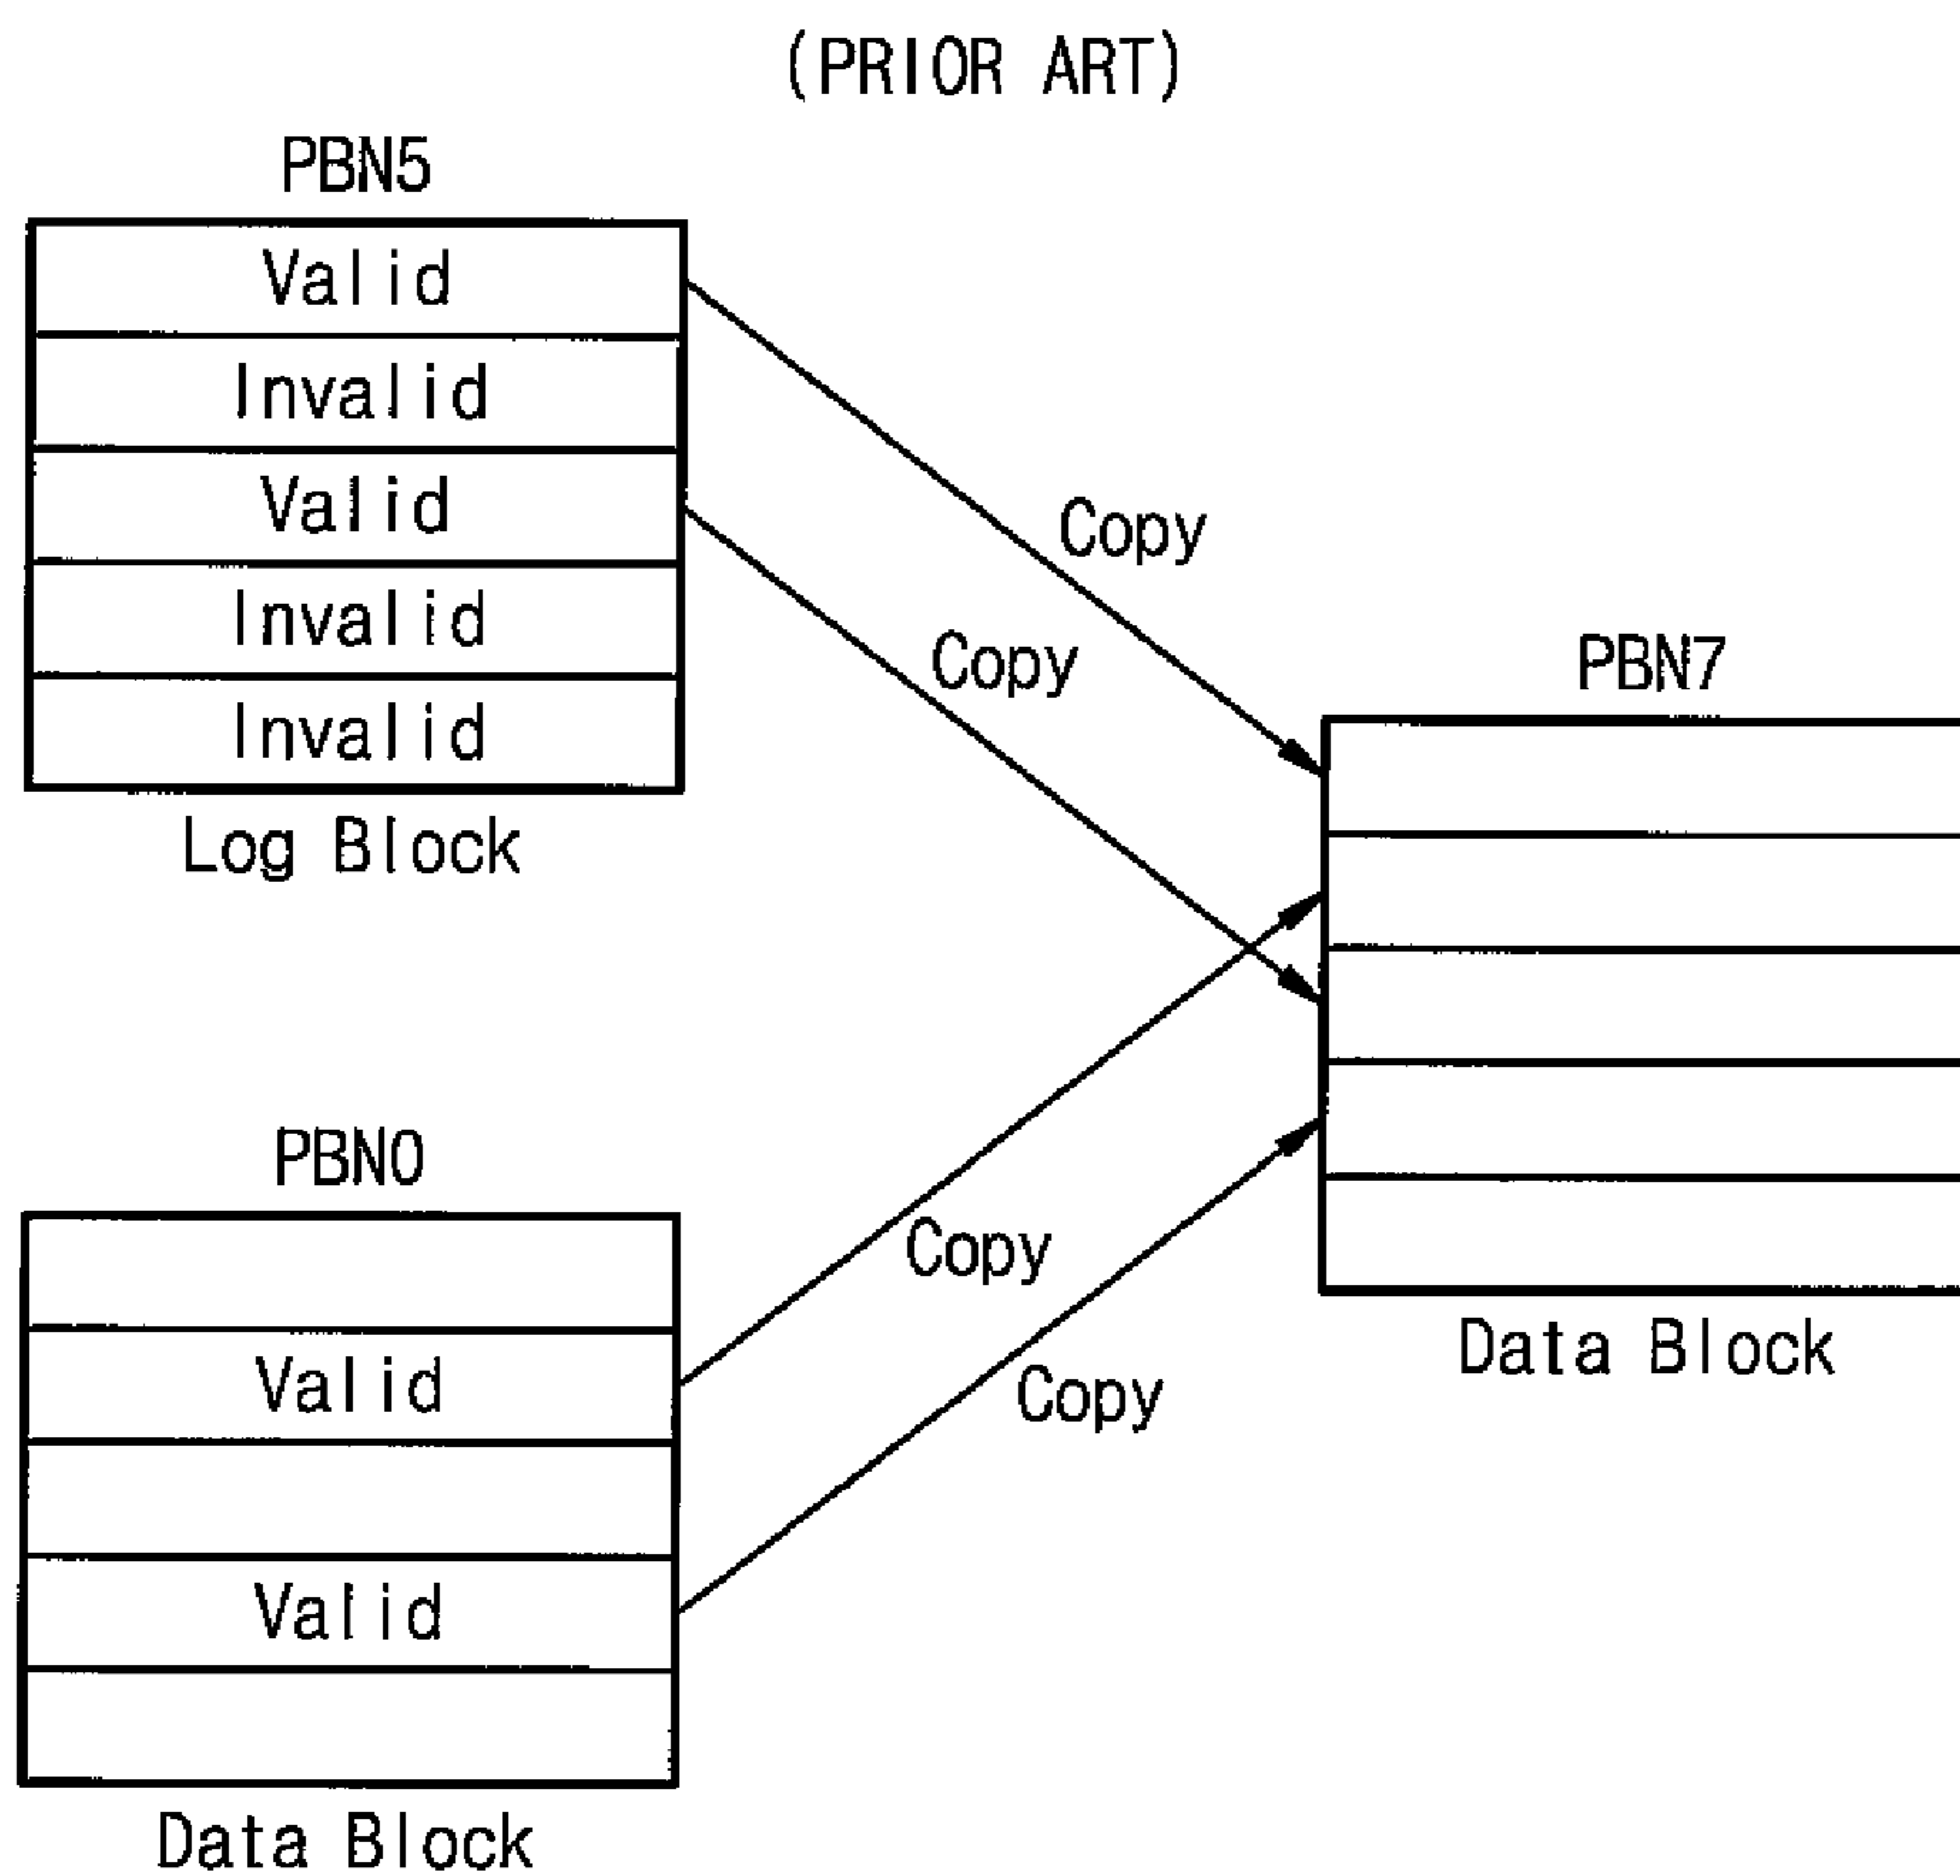 (PRIOR ART)
PBN5
Valid
Invalid
Valid
Invalid
Invalid
Log Block
Copy
Copy
PBN7
Data Block
PBN0
Valid
Valid
Data Block
Copy
Copy